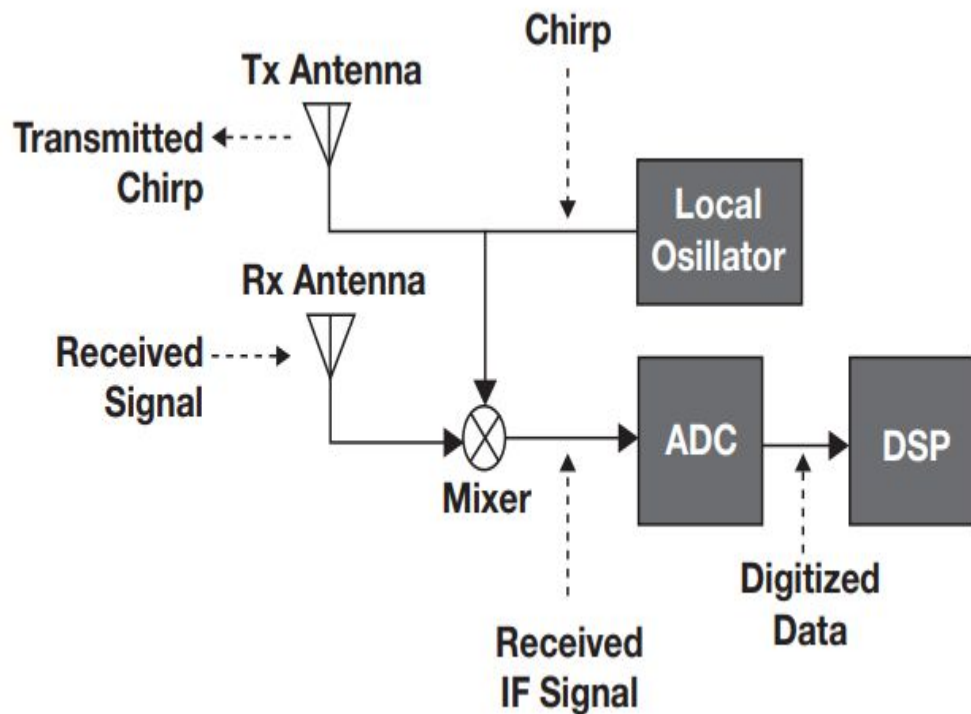 Chirp
Tx Antenna
Transmitted
Chirp
Local
Osillator
Rx Antenna
Received
Signal
ADC
DSP
Mixer
Digitized
Data
Received
IF Signal